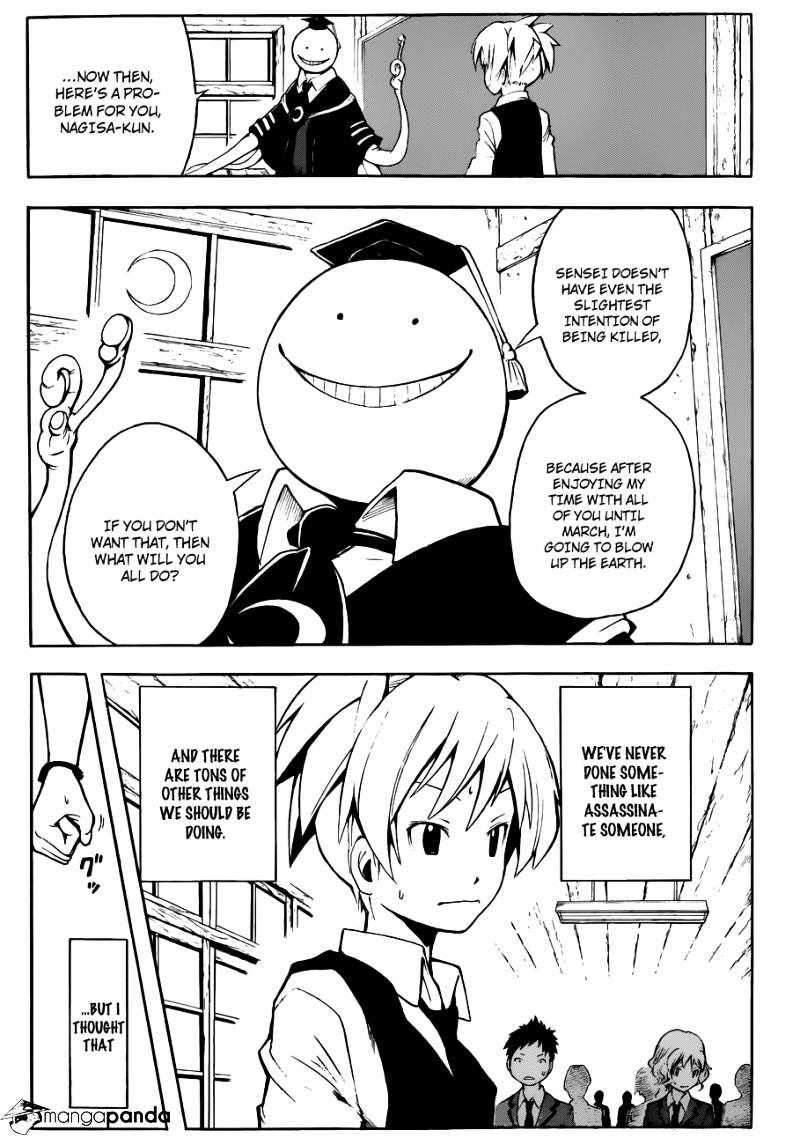 ...NOW THEN,
HERE'S A PRO-
BLEM FOR YOU,
NAGISA-KUN.
SENSEI DOESN'T
HAVE EVEN THE
SLIGHTEST
INTENTION OF
BEING KILLED,
BECAUSE AFTER
ENJOYING MY
TIME WITH ALL
OF YOU UNTIL
MARCH, I'M
GOING TO BLOW
UP THE EARTH.
IF YOU DON'T
WANT THAT, THEN
WHAT WILL YOU
ALL DO?
WE'VE NEVER
DONE SOME-
THING LIKE
ASSASSINA-
TE SOMEONE,
AND THERE
ARE TONS OF
OTHER THINGS
WE SHOULD BE
DOING.
グッ
...BUT I
THOUGHT
THAT
mangapanda